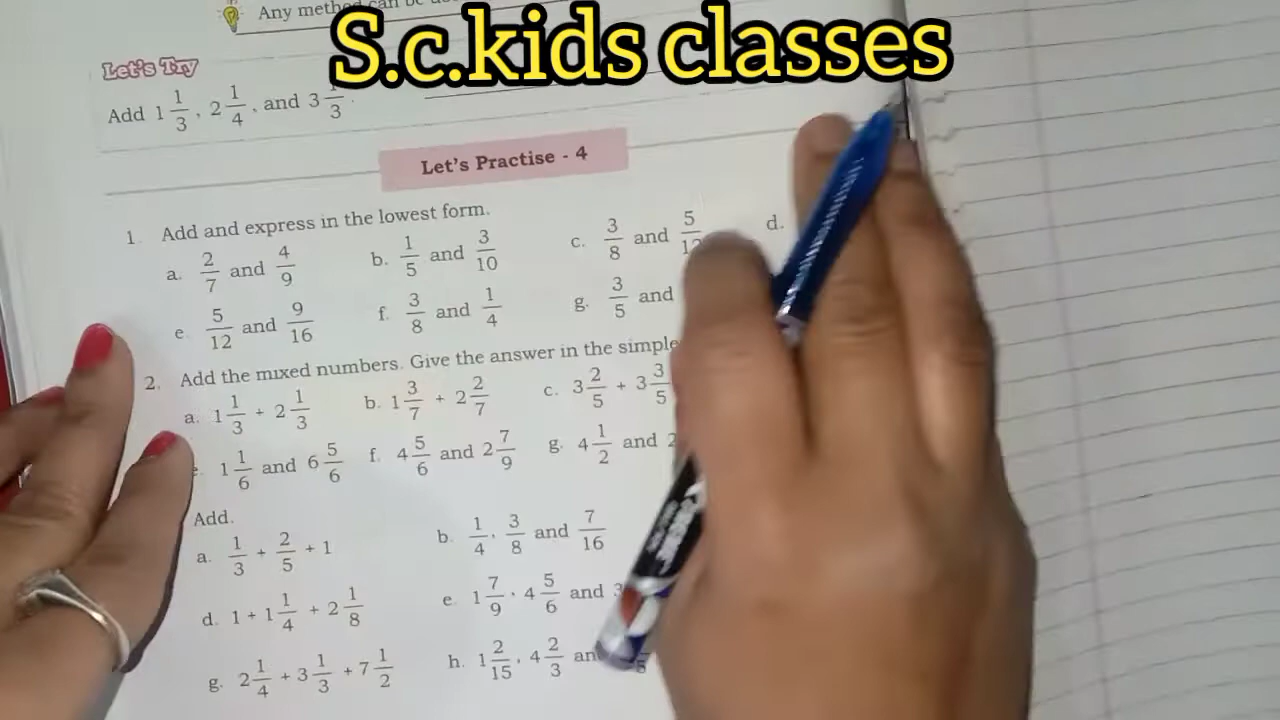 Any method can be
S.c.kids classes
Let's Try
Add 1 1/3, 2 1/4, and 3 1/3.
Let's Practise - 4
1. Add and express in the lowest form.
a. 2/7 and 4/9 b. 1/5 and 3/10 c. 3/8 and 5/12 d.
e. 5/12 and 9/16 f. 3/8 and 1/4 g. 3/5 and
2. Add the mixed numbers. Give the answer in the
a. 1 1/3 + 2 1/3 b. 1 3/7 + 2 2/7 c. 3 2/5 + 3 3/5
1 1/6 and 6 5/6 f. 4 5/6 and 2 7/9 g. 4 1/2 and 2
Add.
a. 1/3 + 2/5 + 1 b. 1/4, 3/8 and 7/16
d. 1 + 1 1/4 + 2 1/8 e. 1 7/9, 4 5/6 and 3
g. 2 1/4 + 3 1/3 + 7 1/2 h. 1 2/15, 4 2/3